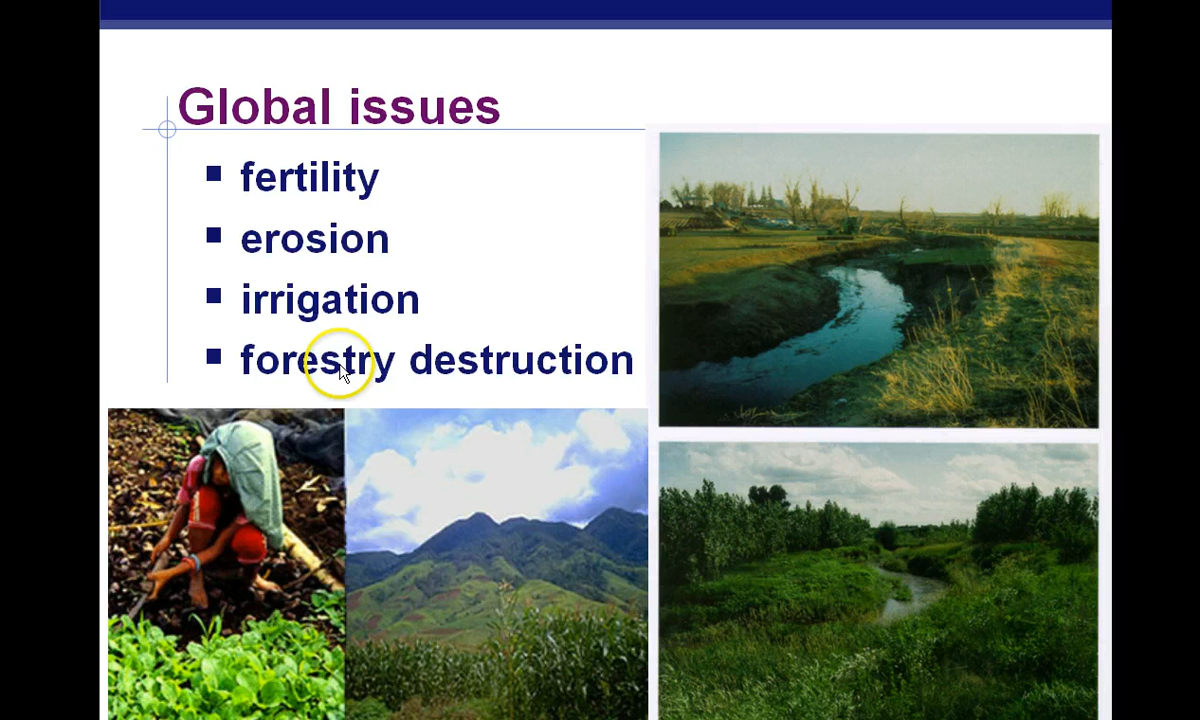 Global issues
fertility
erosion
irrigation
forestry destruction